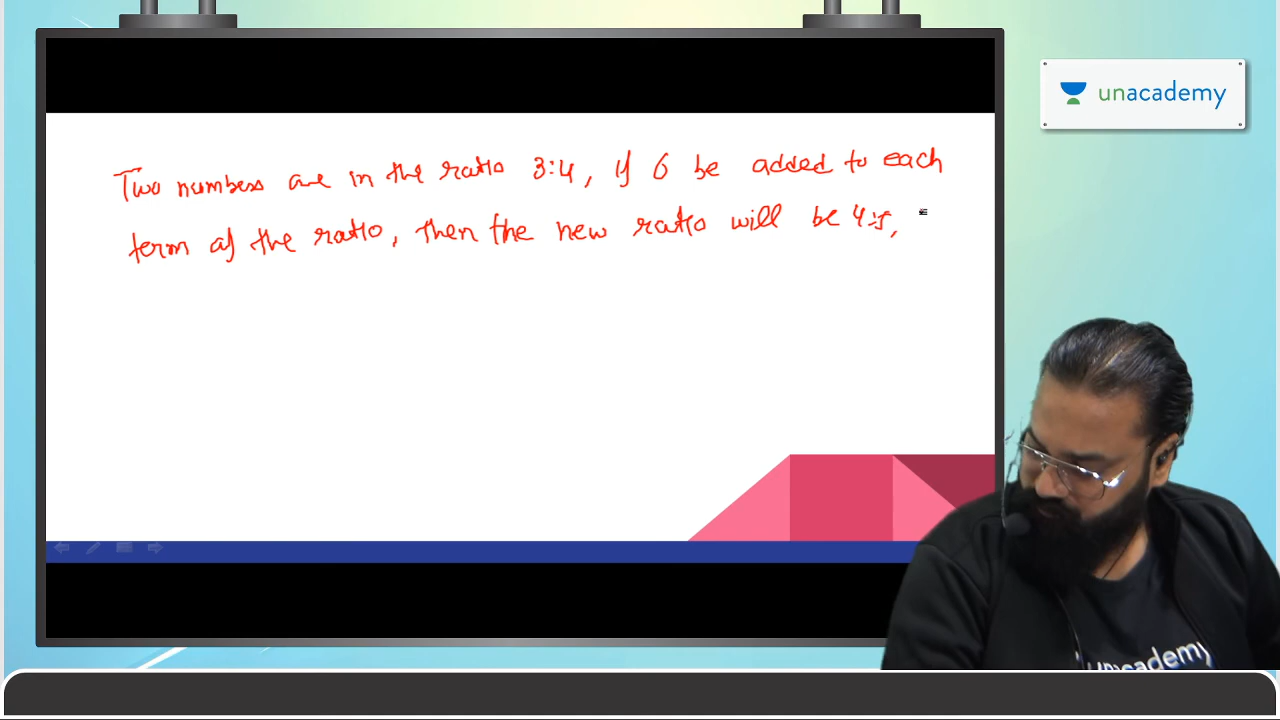 unacademy
Two numbers are in the ratio 3:4, if 6 be added to each
term of the ratio, then the new ratio will be 4:5,
unacademy